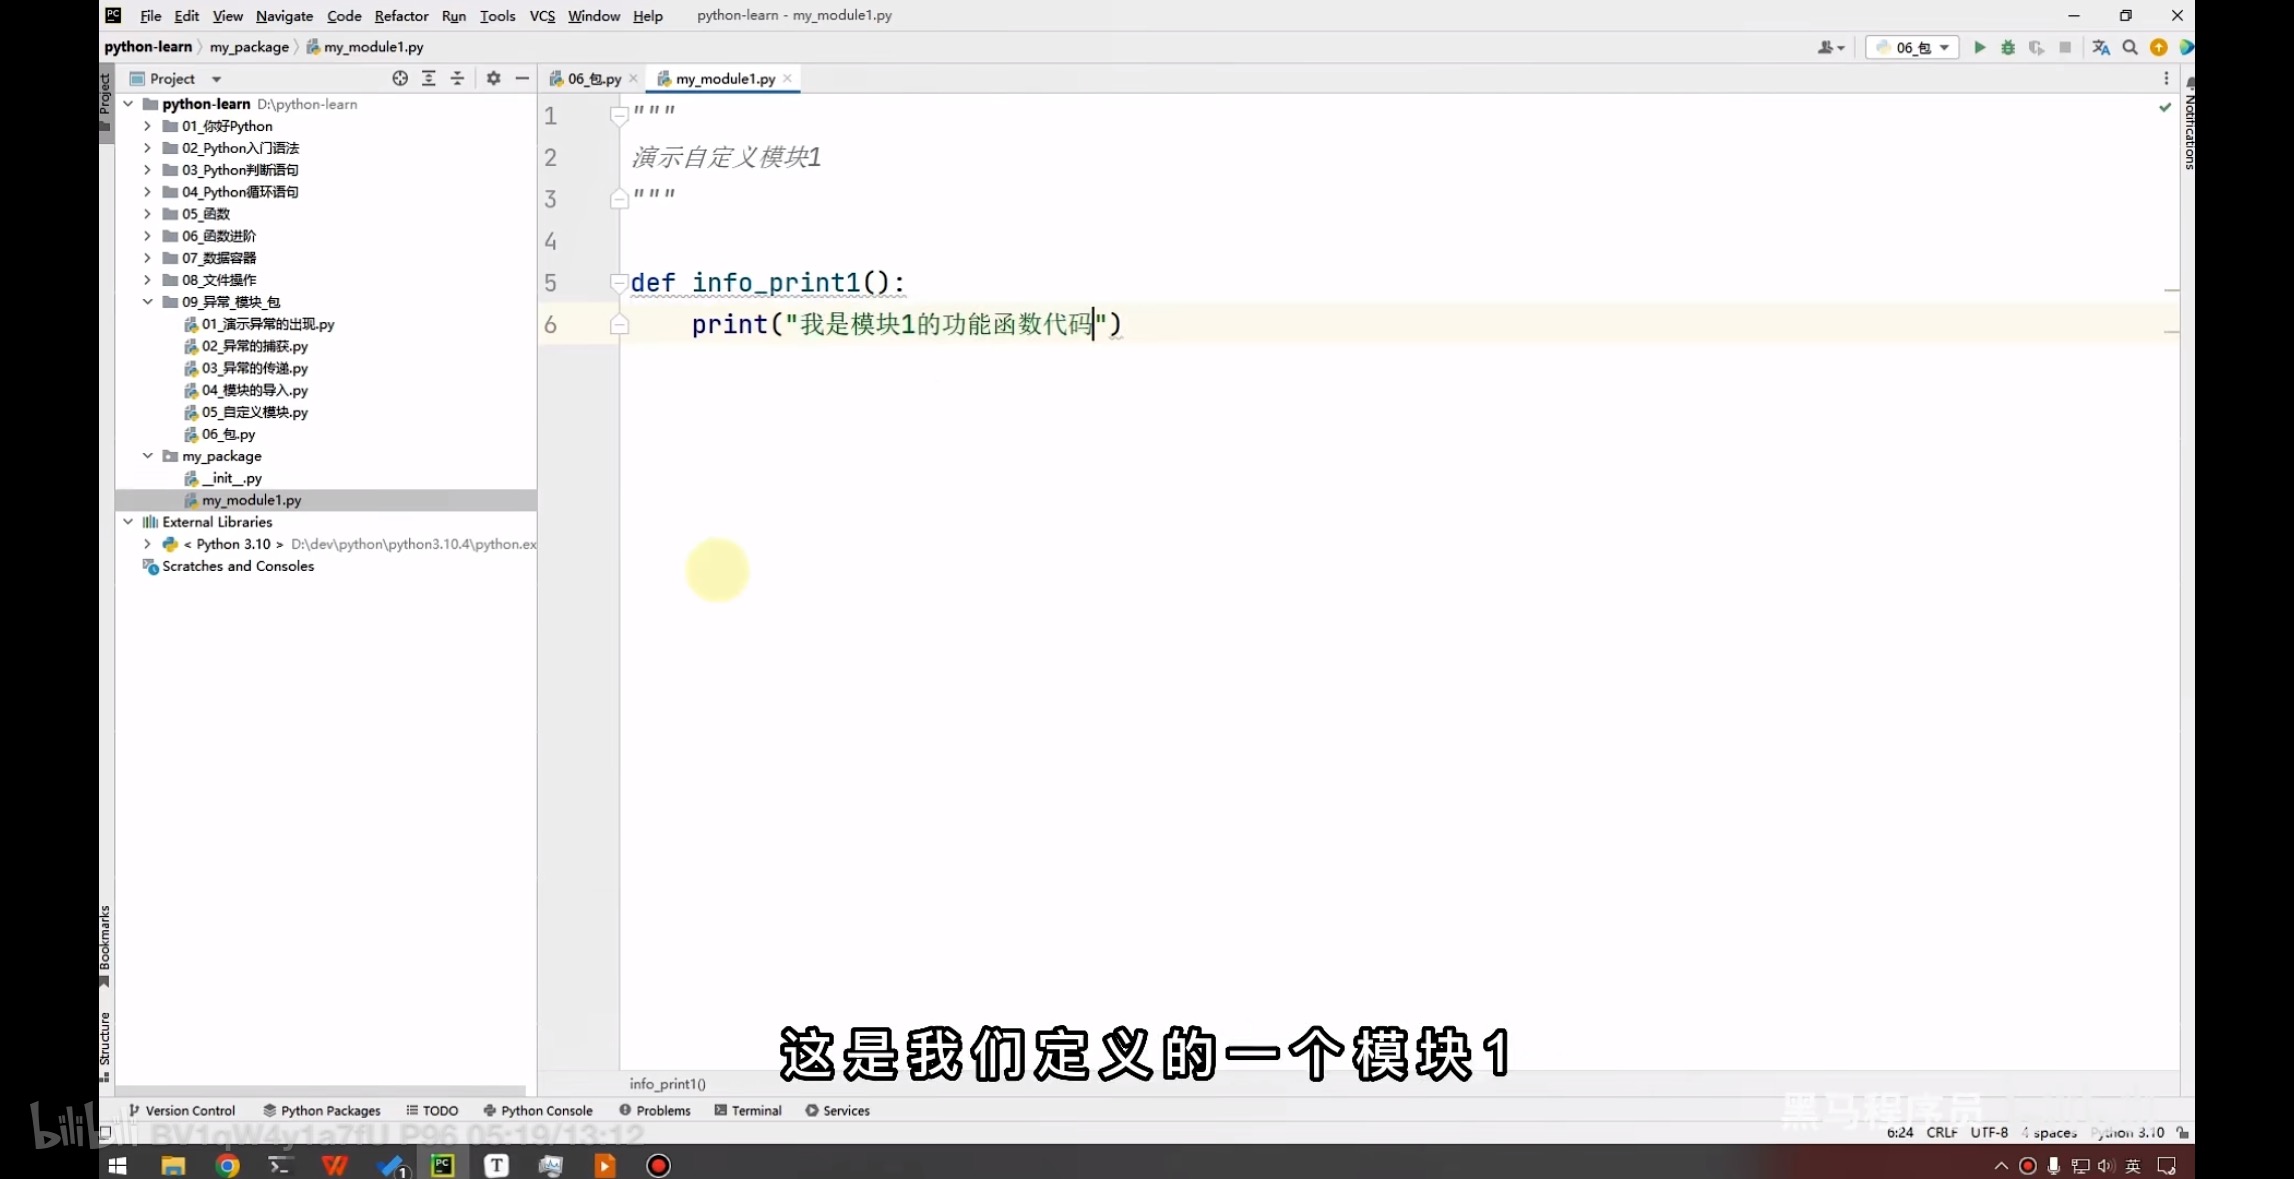 File Edit View Navigate Code Refactor Run Tools VCS Window Help python-learn - my_module1.py
python-learn my_package my_module1.py 06_包
Project
06_包.py my_module1.py
python-learn D:\python-learn
01_你好Python
02_Python入门语法
03_Python判断语句
04_Python循环语句
05_函数
06_函数进阶
07_数据容器
08_文件操作
09_异常_模块_包
01_演示异常的出现.py
02_异常的捕获.py
03_异常的传递.py
04_模块的导入.py
05_自定义模块.py
06_包.py
my_package
__init__.py
my_module1.py
External Libraries
< Python 3.10 > D:\dev\python\python3.10.4\python.ex
Scratches and Consoles
Project
Bookmarks
Structure
1 """
2 演示自定义模块1
3 """
4
5 def info_print1():
6 print("我是模块1的功能函数代码")
Notifications
这是我们定义的一个模块1
info_print1()
Version Control Python Packages TODO Python Console Problems Terminal Services
黑马程序员
bilibili BV1qW4y1a7fU P96 05:19/13:12
6:24 CRLF UTF-8 4 spaces Python 3.10
英